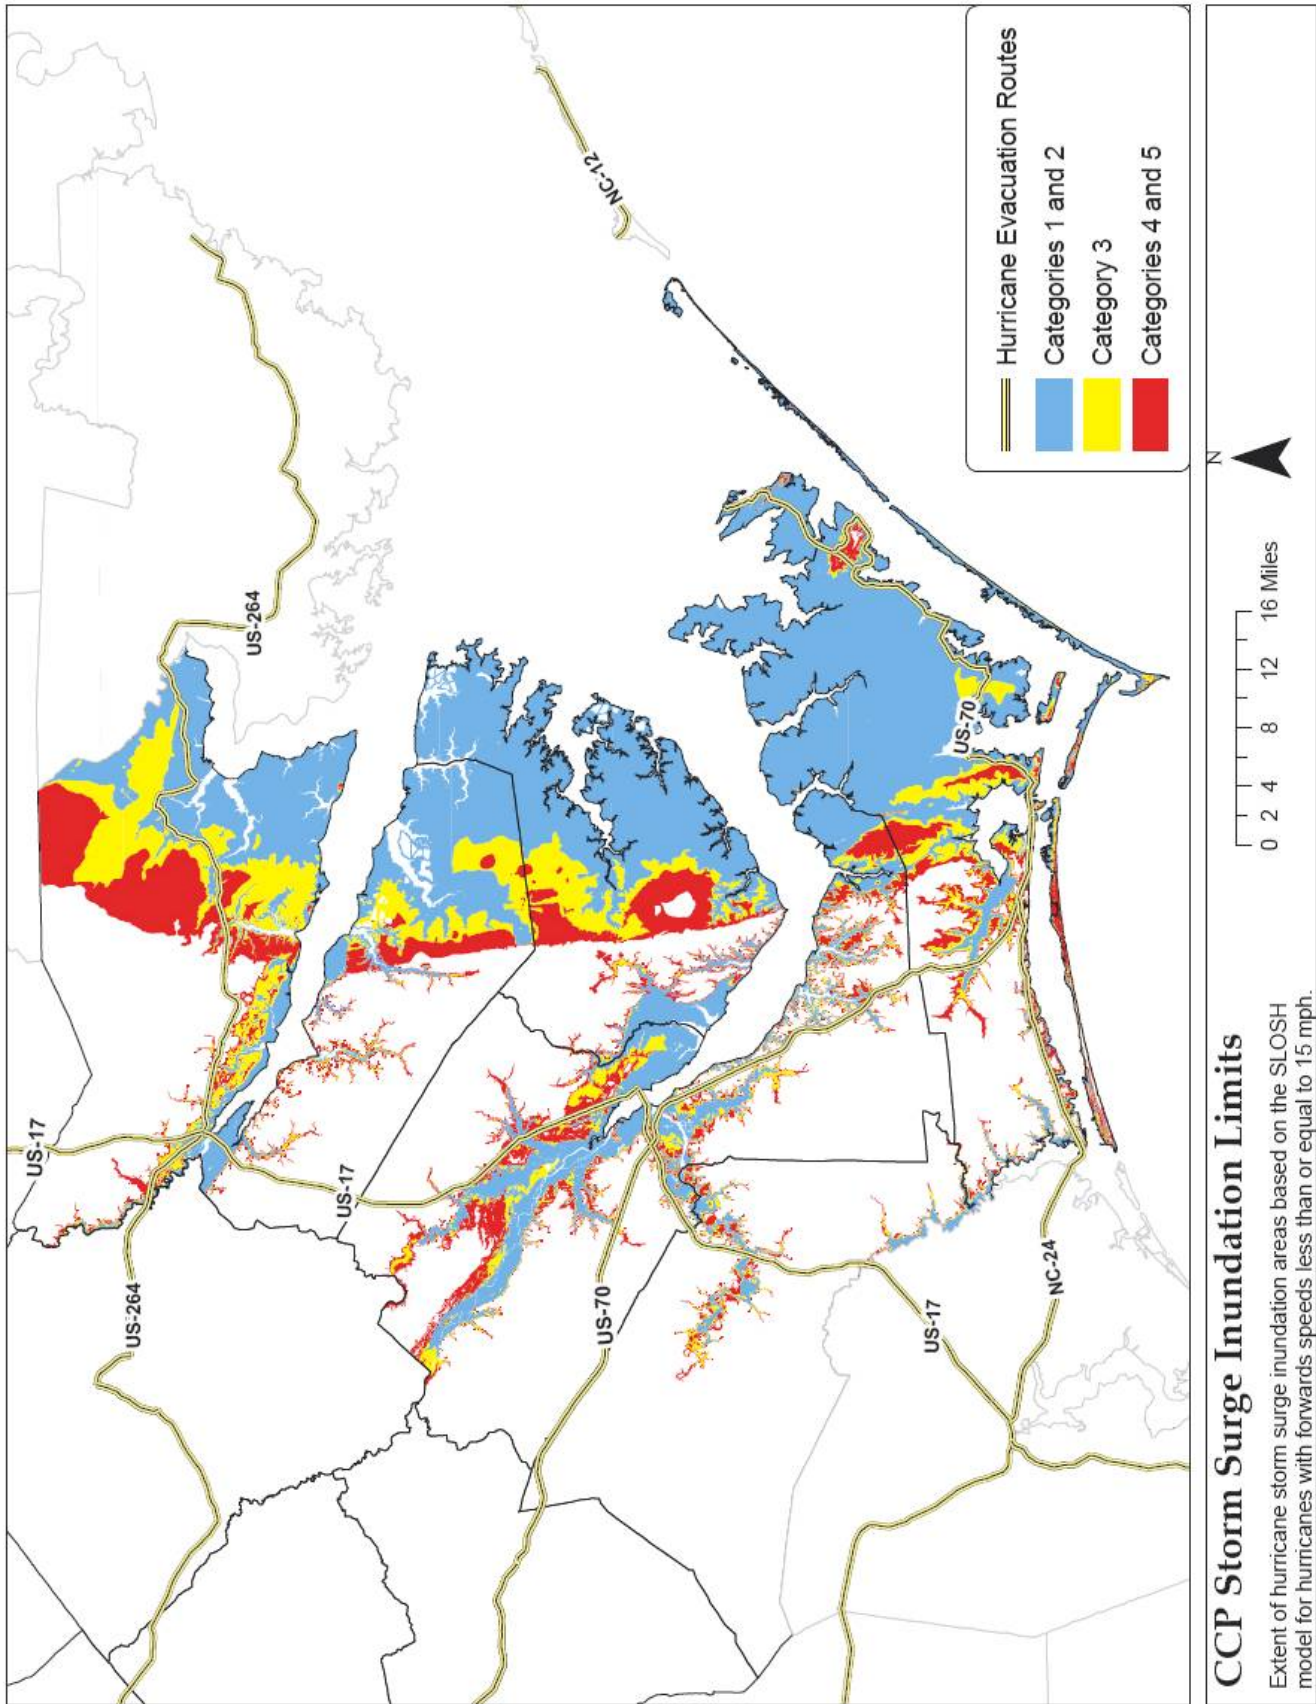 US-17
US-264
US-264
US-17
NC-12
US-70
US-70
US-17
NC-24
Hurricane Evacuation Routes
Categories 1 and 2
Category 3
Categories 4 and 5
CCP Storm Surge Inundation Limits
Extent of hurricane storm surge inundation areas based on the SLOSH
model for hurricanes with forwards speeds less than or equal to 15 mph.
0 2 4 8 12 16 Miles
N